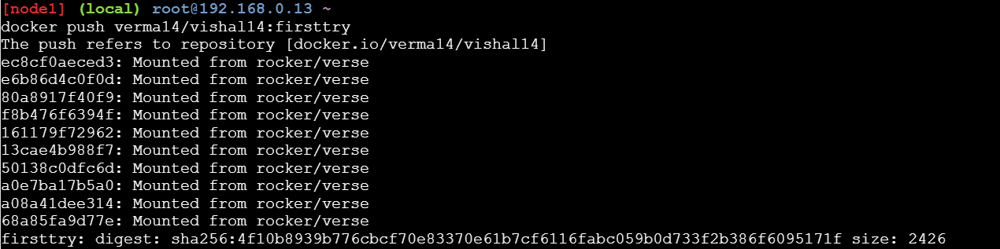 [node1] (local) root@192.168.0.13 ~
docker push verma14/vishal14:firsttry
The push refers to repository [docker.io/verma14/vishal14]
ec8cf0aeced3: Mounted from rocker/verse
e6b86d4c0f0d: Mounted from rocker/verse
80a8917f40f9: Mounted from rocker/verse
f8b476f6394f: Mounted from rocker/verse
161179f72962: Mounted from rocker/verse
13cae4b988f7: Mounted from rocker/verse
50138c0dfc6d: Mounted from rocker/verse
a0e7ba17b5a0: Mounted from rocker/verse
a08a41dee314: Mounted from rocker/verse
68a85fa9d77e: Mounted from rocker/verse
firsttry: digest: sha256:4f10b8939b776cbcf70e83370e61b7cf6116fabc059b0d733f2b386f6095171f size: 2426